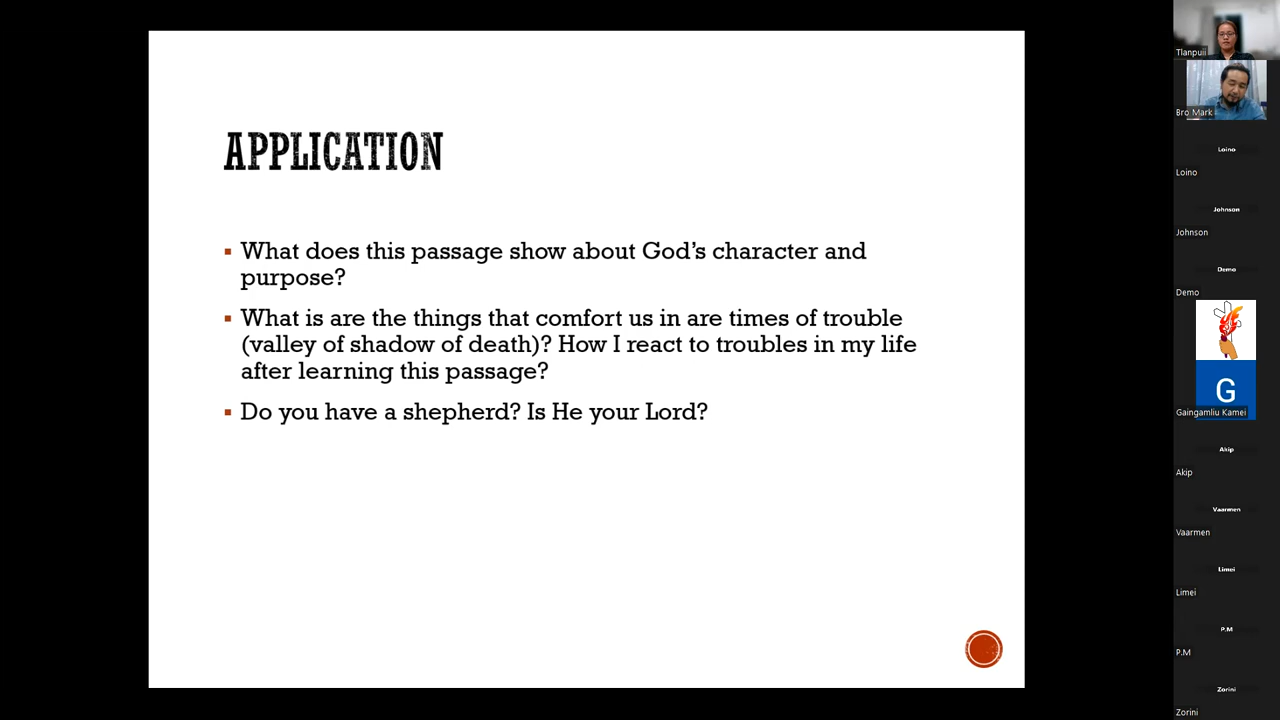 APPLICATION
▪ What does this passage show about God's character and
purpose?
▪ What is are the things that comfort us in are times of trouble
(valley of shadow of death)? How I react to troubles in my life
after learning this passage?
▪ Do you have a shepherd? Is He your Lord?
Tlanpuii
Bro Mark
Loino
Loino
Johnson
Johnson
Demo
Demo
G
Gaingamliu Kamei
Akip
Akip
Vaarmen
Vaarmen
Limei
Limei
P.M
P.M
Zorini
Zorini